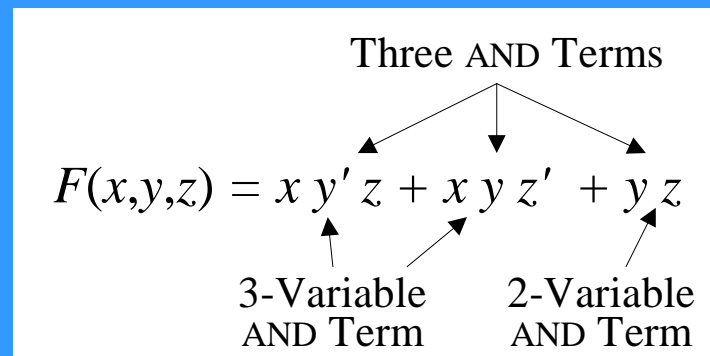 Three AND Terms
F(x,y,z) = x y′ z + x y z′ + y z
3-Variable 2-Variable
AND Term AND Term